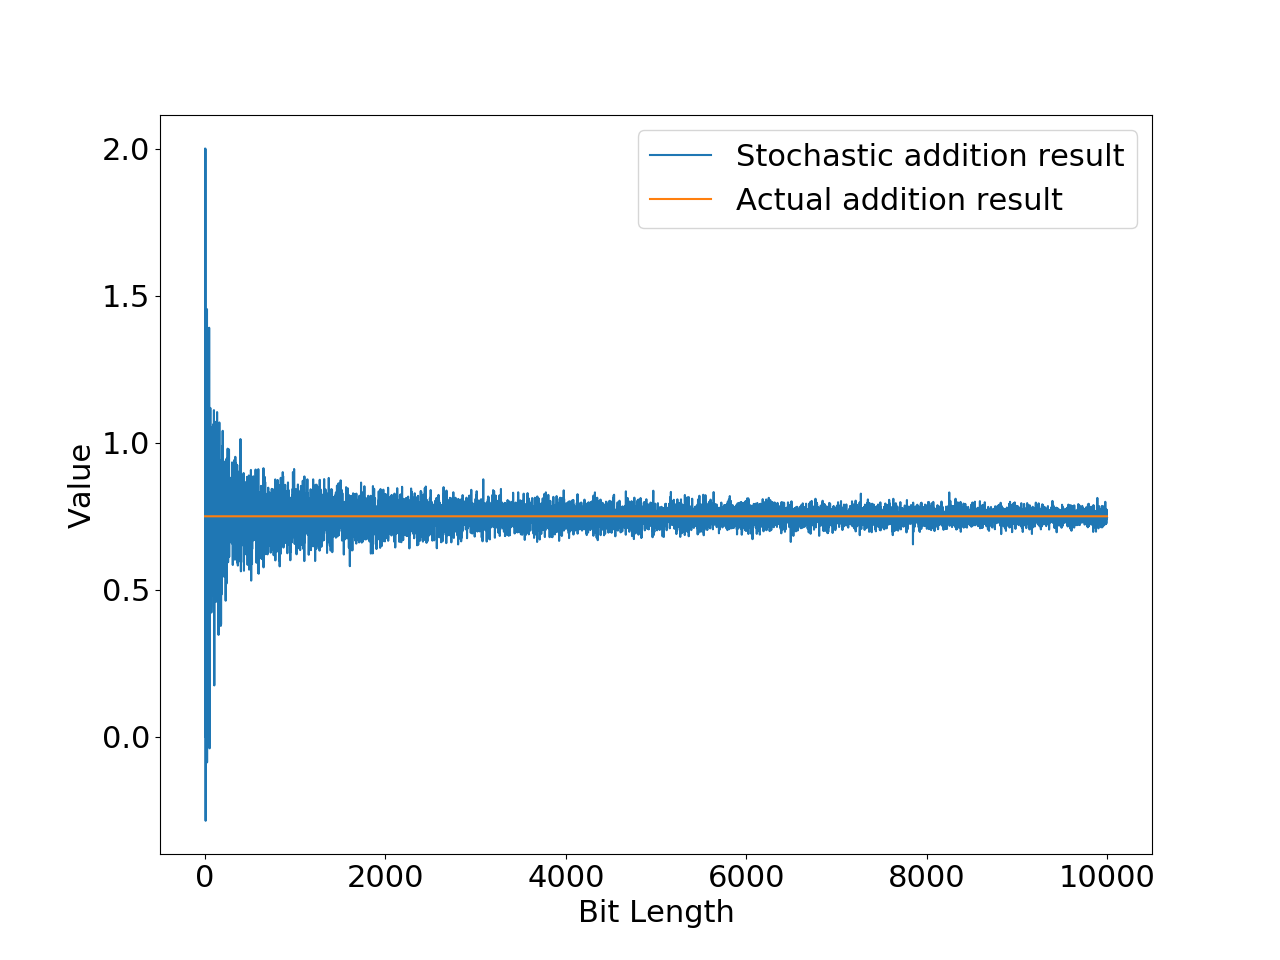 2.0
1.5
1.0
0.5
0.0
Value
0 2000 4000 6000 8000 10000
Bit Length
Stochastic addition result
Actual addition result